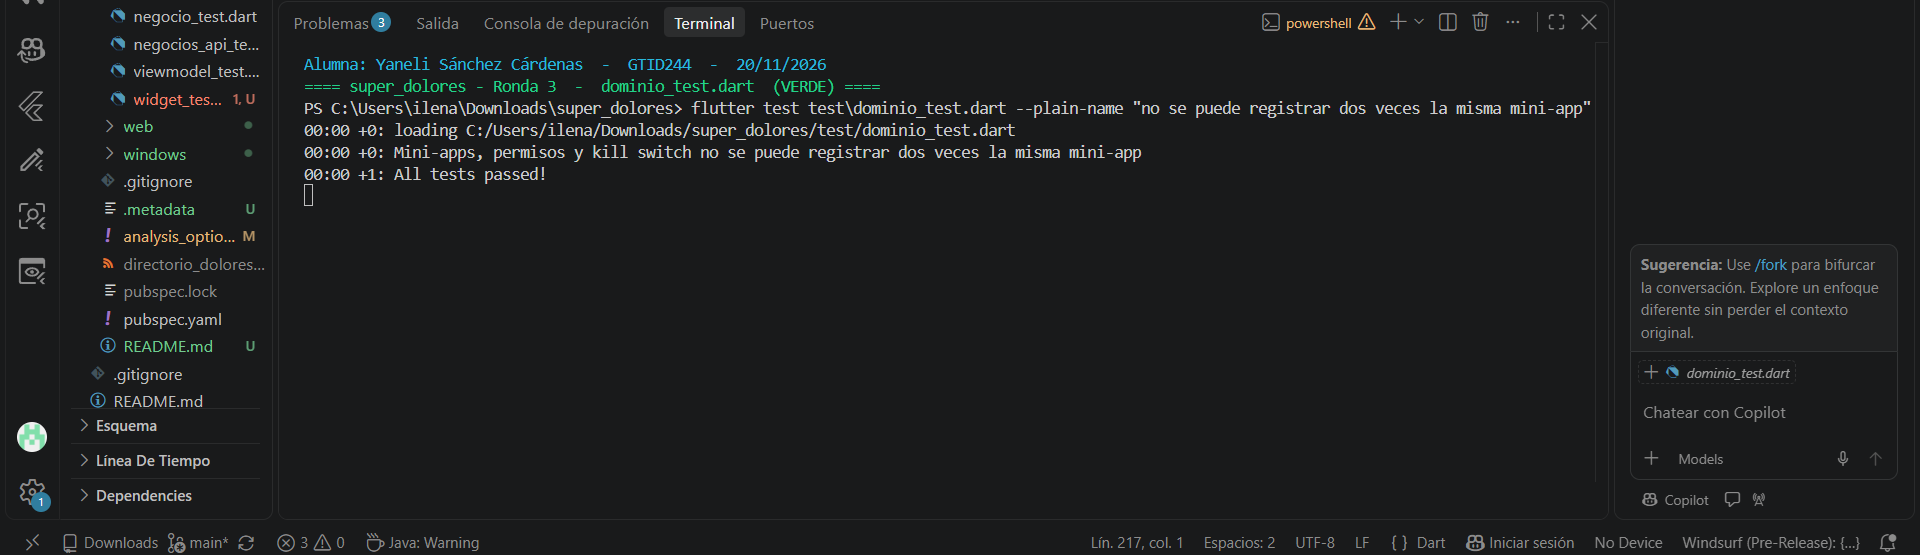 negocio_test.dart
negocios_api_te...
viewmodel_test....
widget_tes... 1, U
web
windows
.gitignore
.metadata U
analysis_optio... M
directorio_dolores...
pubspec.lock
pubspec.yaml
README.md U
.gitignore
README.md
Esquema
Línea De Tiempo
Dependencies
1
Problemas 3 Salida Consola de depuración Terminal Puertos
powershell
Alumna: Yaneli Sánchez Cárdenas - GTID244 - 20/11/2026
==== super_dolores - Ronda 3 - dominio_test.dart (VERDE) ====
PS C:\Users\ilena\Downloads\super_dolores> flutter test test\dominio_test.dart --plain-name "no se puede registrar dos veces la misma mini-app"
00:00 +0: loading C:/Users/ilena/Downloads/super_dolores/test/dominio_test.dart
00:00 +0: Mini-apps, permisos y kill switch no se puede registrar dos veces la misma mini-app
00:00 +1: All tests passed!
Sugerencia: Use /fork para bifurcar
la conversación. Explore un enfoque
diferente sin perder el contexto
original.
dominio_test.dart
Chatear con Copilot
Models
Copilot
Downloads main* 3 0 Java: Warning Lín. 217, col. 1 Espacios: 2 UTF-8 LF { } Dart Iniciar sesión No Device Windsurf (Pre-Release): {...}